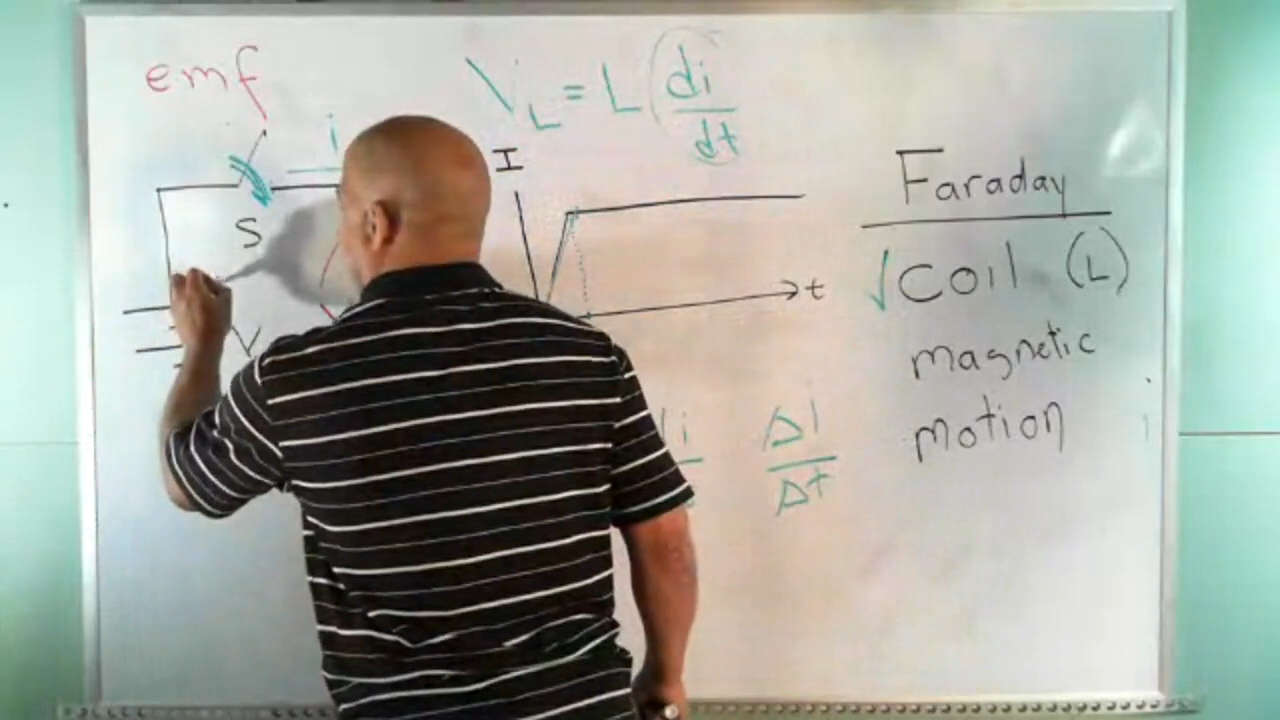 emf
V_L = L (di/dt)
i
I
S
V
t
i
Δi/Δt
Faraday
√ coil (L)
magnetic
motion
i